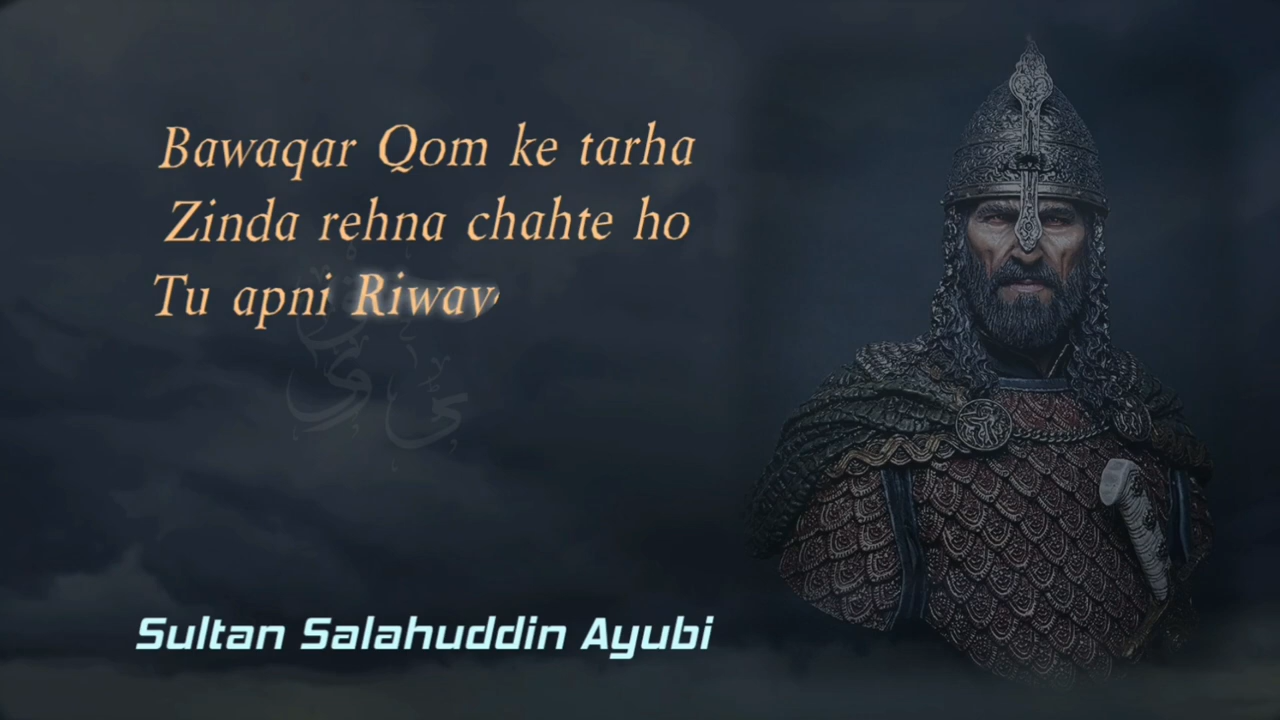 Bawaqar Qom ke tarha
Zinda rehna chahte ho
Tu apni
Sultan Salahuddin Ayubi